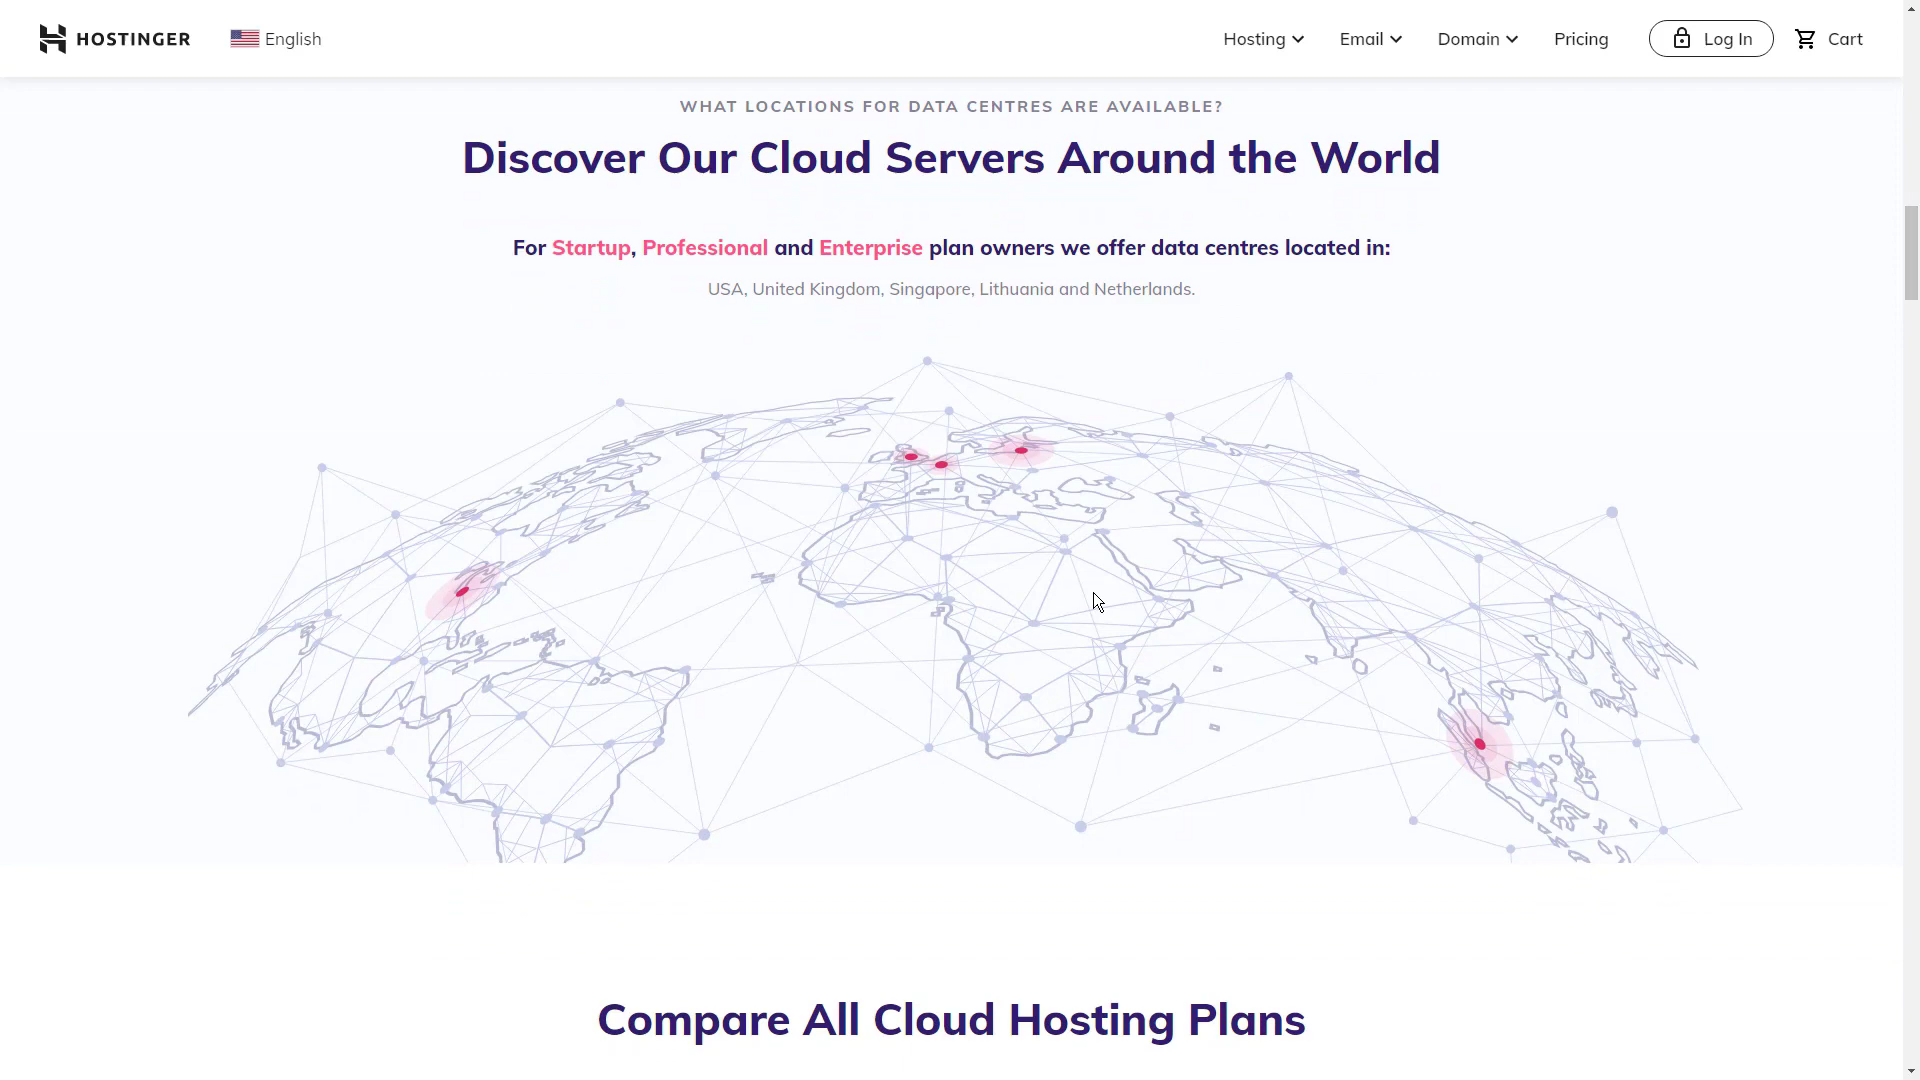 HOSTINGER
English
Hosting
Email
Domain
Pricing
Log In
Cart
WHAT LOCATIONS FOR DATA CENTRES ARE AVAILABLE?
Discover Our Cloud Servers Around the World
For Startup, Professional and Enterprise plan owners we offer data centres located in:
USA, United Kingdom, Singapore, Lithuania and Netherlands.
Compare All Cloud Hosting Plans